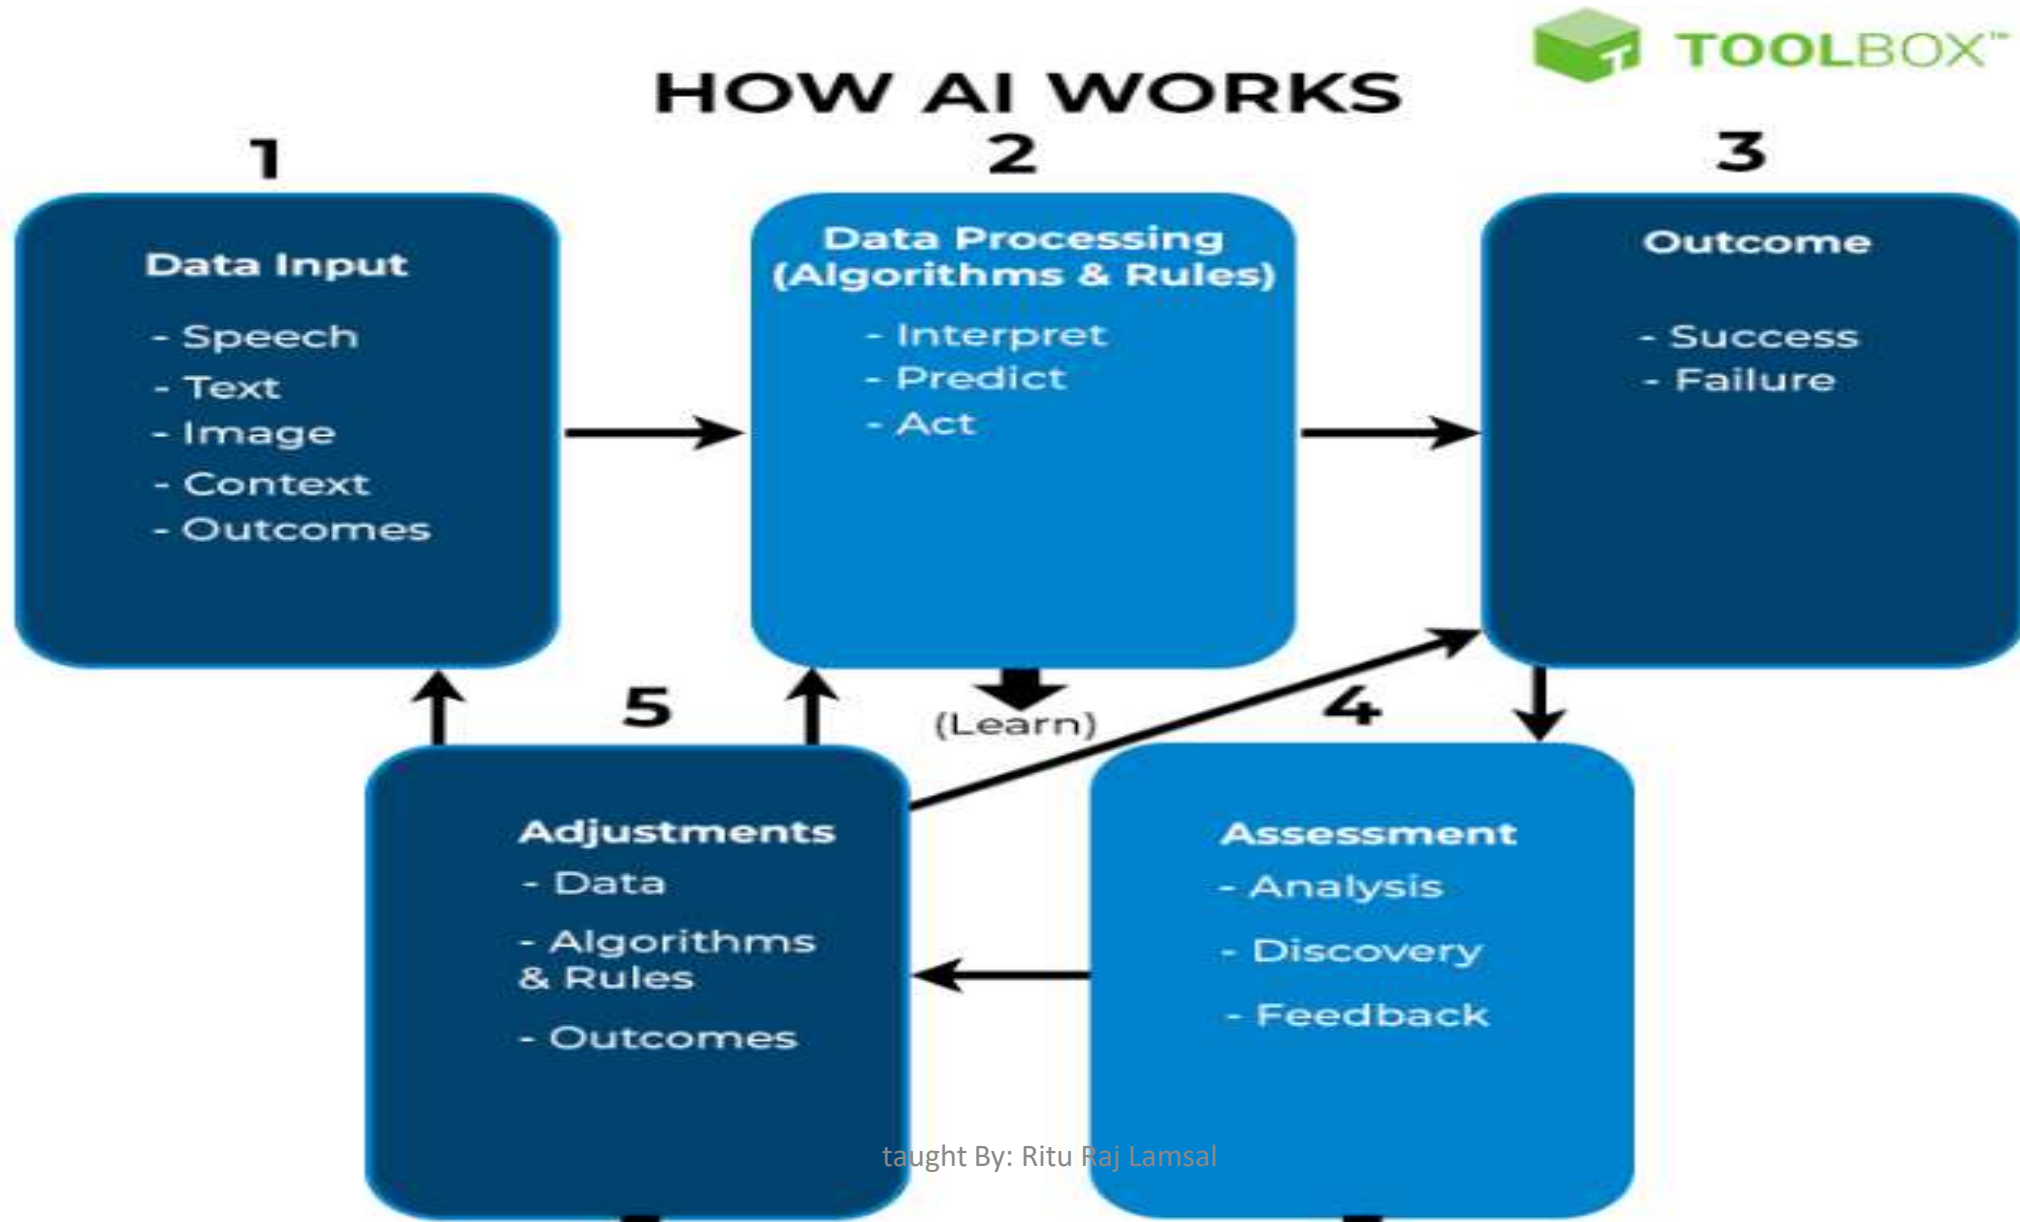 TOOLBOX™
HOW AI WORKS
1
Data Input
- Speech
- Text
- Image
- Context
- Outcomes
2
Data Processing
(Algorithms & Rules)
- Interpret
- Predict
- Act
(Learn)
3
Outcome
- Success
- Failure
4
Assessment
- Analysis
- Discovery
- Feedback
5
Adjustments
- Data
- Algorithms
& Rules
- Outcomes
taught By: Ritu Raj Lamsal